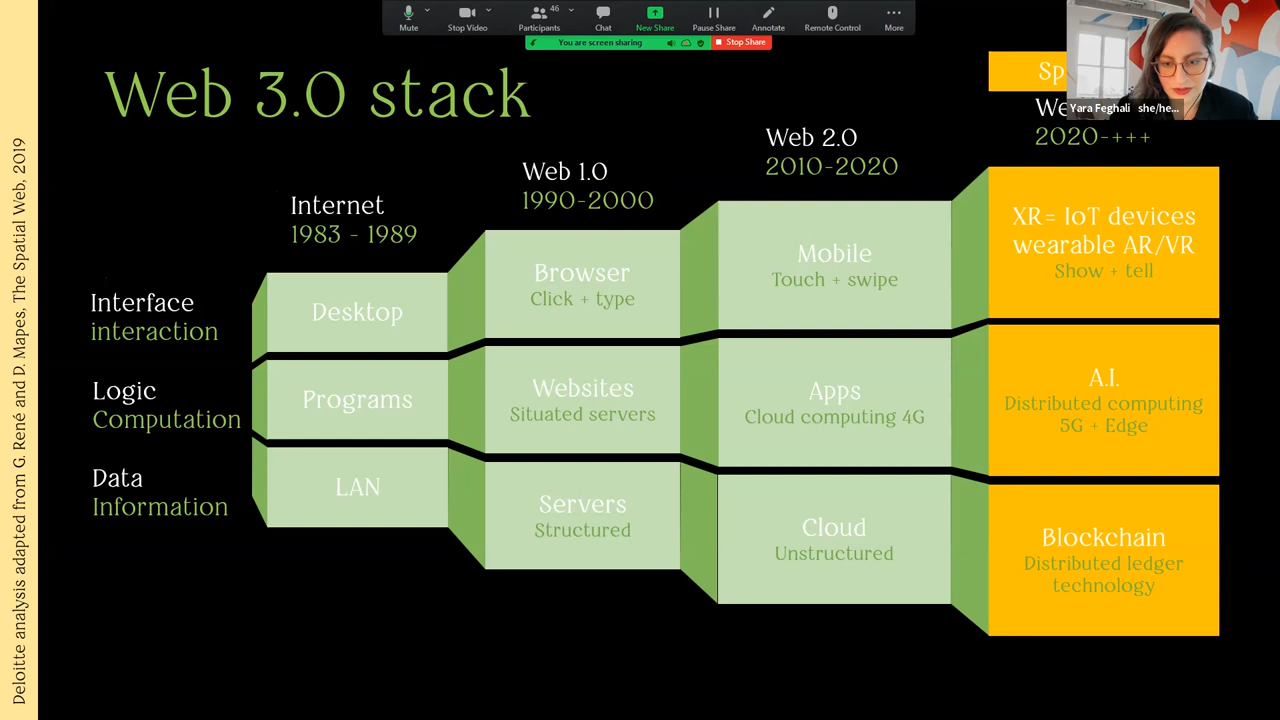 Mute
Stop Video
46
Participants
Chat
New Share
Pause Share
Annotate
Remote Control
More
You are screen sharing
Stop Share
Yara Feghali she/he...
Web 3.0 stack
Deloitte analysis adapted from G. René and D. Mapes, The Spatial Web, 2019
Internet
1983 - 1989
Web 1.0
1990-2000
Web 2.0
2010-2020
2020-+++
Interface
interaction
Desktop
Browser
Click + type
Mobile
Touch + swipe
XR= IoT devices
wearable AR/VR
Show + tell
Logic
Computation
Programs
Websites
Situated servers
Apps
Cloud computing 4G
A.I.
Distributed computing
5G + Edge
Data
Information
LAN
Servers
Structured
Cloud
Unstructured
Blockchain
Distributed ledger
technology